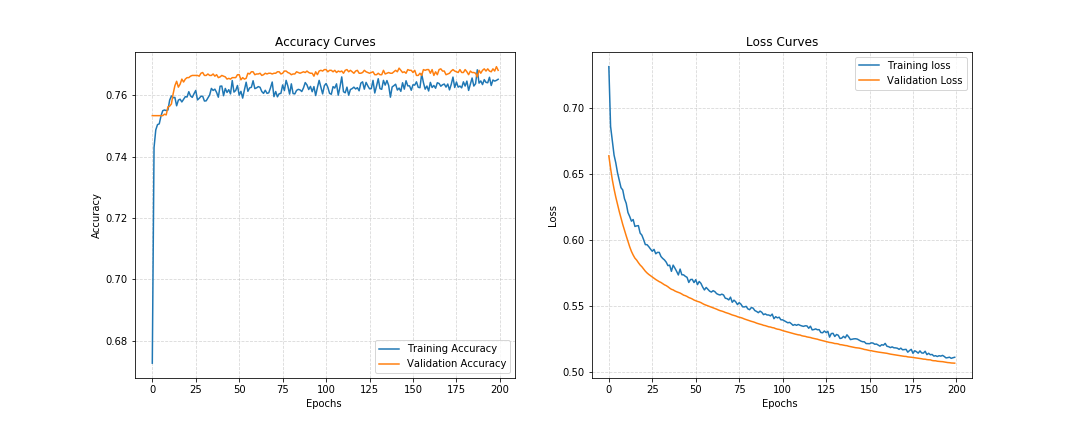 Accuracy Curves
Accuracy
0.76
0.74
0.72
0.70
0.68
0
25
50
75
100
125
150
175
200
Epochs
Training Accuracy
Validation Accuracy
Loss Curves
Loss
0.70
0.65
0.60
0.55
0.50
0
25
50
75
100
125
150
175
200
Epochs
Training loss
Validation Loss